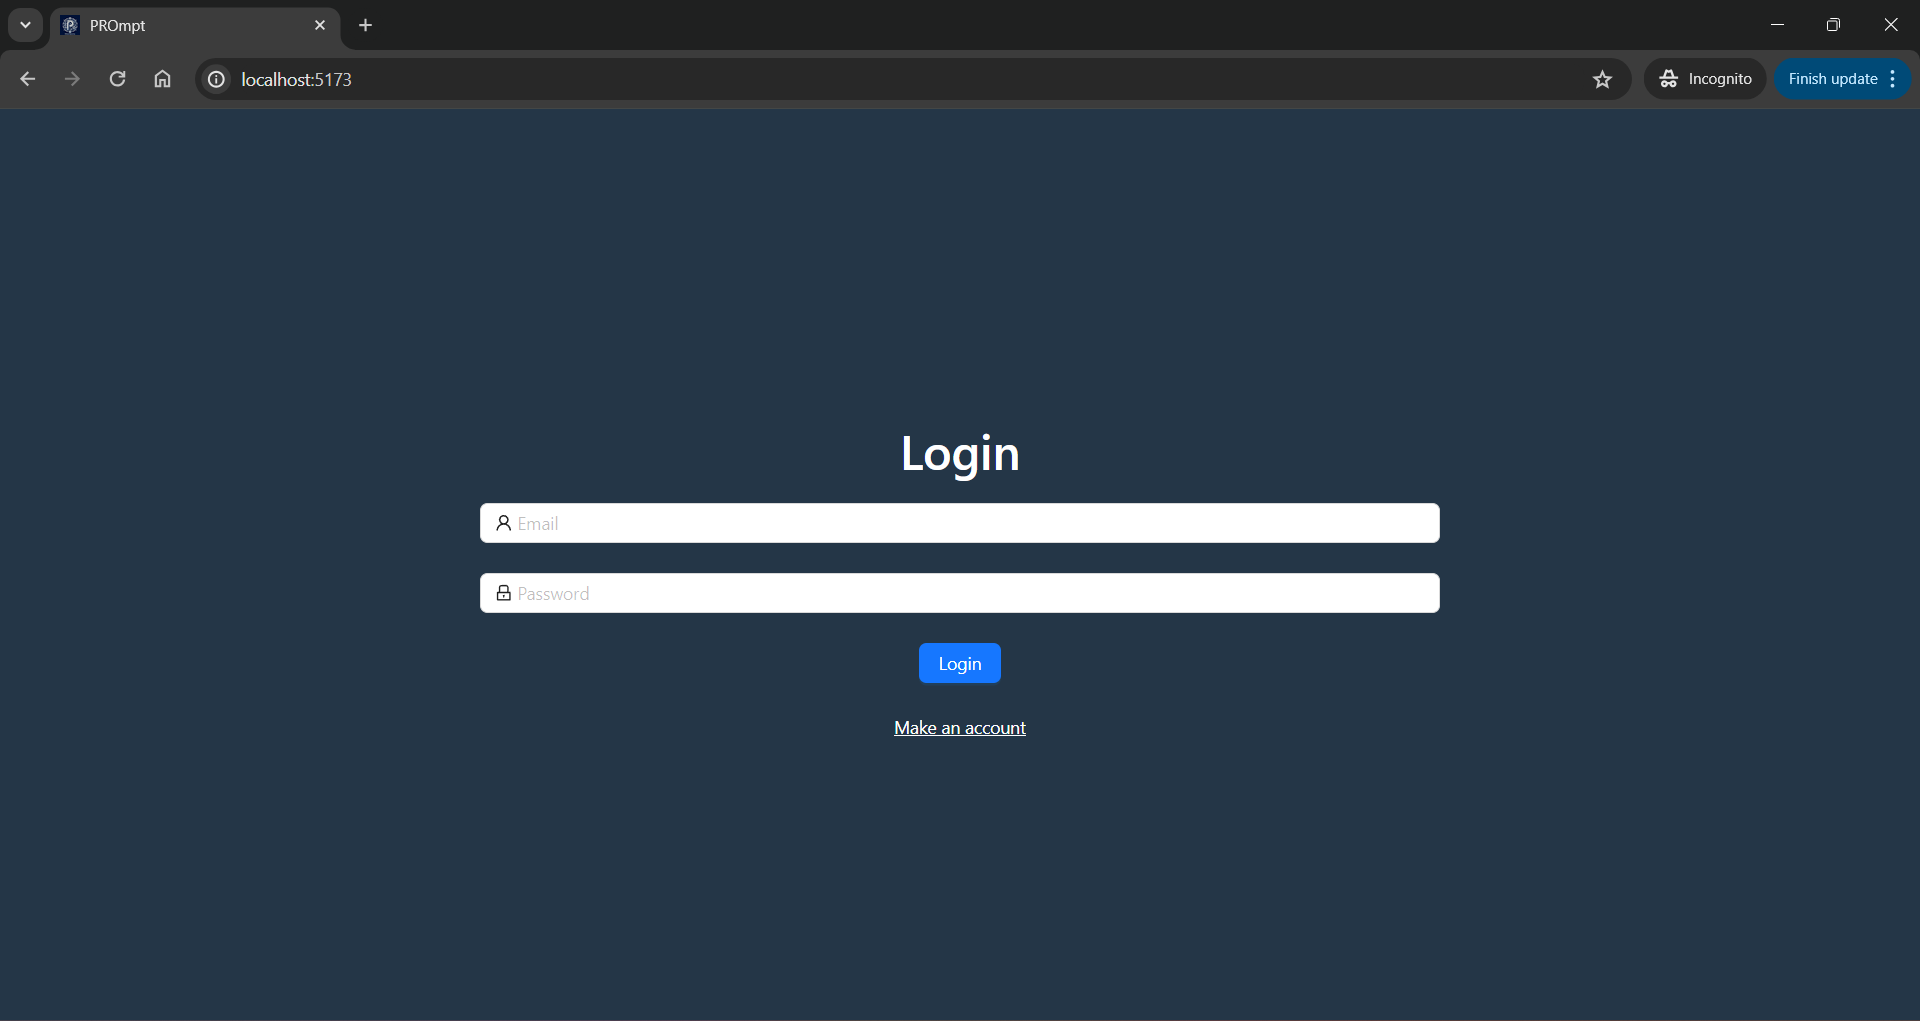 PROmpt
localhost:5173
Incognito
Finish update
Login
Email
Password
Login
Make an account